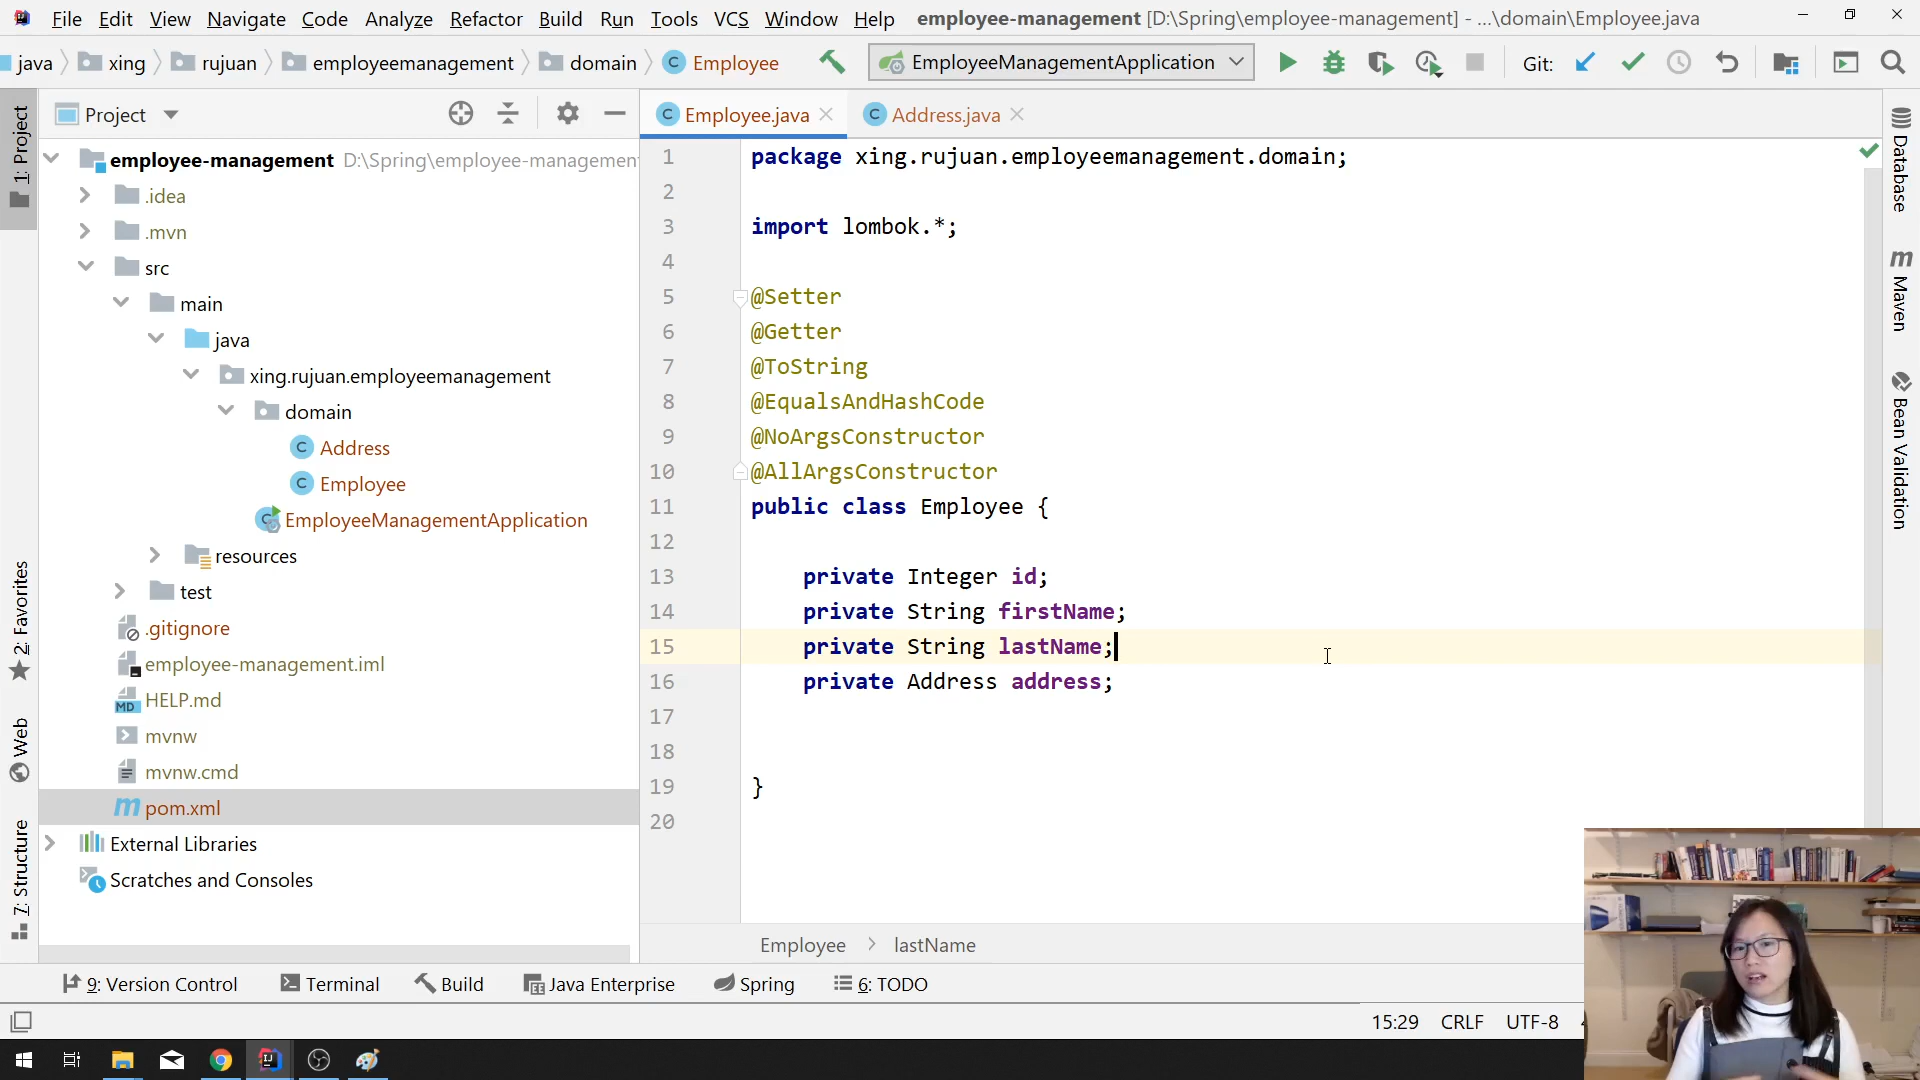 File Edit View Navigate Code Analyze Refactor Build Run Tools VCS Window Help employee-management [D:\Spring\employee-management] - ...\domain\Employee.java
java xing rujuan employeemanagement domain Employee EmployeeManagementApplication Git:
Project
Employee.java
Address.java
1: Project
2: Favorites
Web
7: Structure
employee-management D:\Spring\employee-managemen
.idea
.mvn
src
main
java
xing.rujuan.employeemanagement
domain
Address
Employee
EmployeeManagementApplication
resources
test
.gitignore
employee-management.iml
HELP.md
mvnw
mvnw.cmd
pom.xml
External Libraries
Scratches and Consoles
1 package xing.rujuan.employeemanagement.domain;
2
3 import lombok.*;
4
5 @Setter
6 @Getter
7 @ToString
8 @EqualsAndHashCode
9 @NoArgsConstructor
10 @AllArgsConstructor
11 public class Employee {
12
13 private Integer id;
14 private String firstName;
15 private String lastName;
16 private Address address;
17
18
19 }
20
Employee > lastName
Database
Maven
Bean Validation
9: Version Control Terminal Build Java Enterprise Spring 6: TODO
15:29 CRLF UTF-8